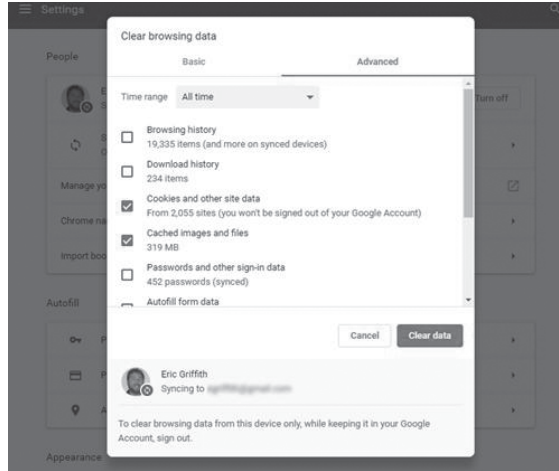 Settings
People
Clear browsing data
Basic
Advanced
Time range
All time
Browsing history
19,335 items (and more on synced devices)
Download history
234 items
Cookies and other site data
From 2,055 sites (you won't be signed out of your Google Account)
Cached images and files
319 MB
Passwords and other sign-in data
452 passwords (synced)
Autofill form data
Turn off
Manage yo
Chrome na
Import boo
Autofill
Cancel
Clear data
Eric Griffith
Syncing to
To clear browsing data from this device only, while keeping it in your Google
Account, sign out.
Appearance